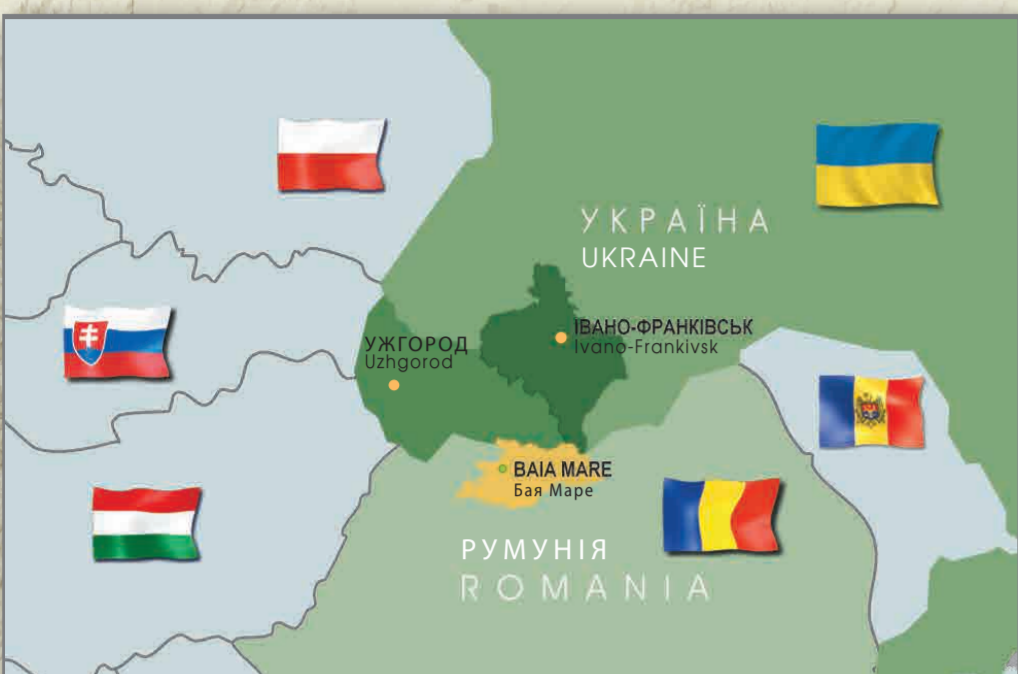 УКРАЇНА
UKRAINE
ІВАНО-ФРАНКІВСЬК
Ivano-Frankivsk
УЖГОРОД
Uzhgorod
BAIA MARE
Бая Маре
РУМУНІЯ
ROMANIA